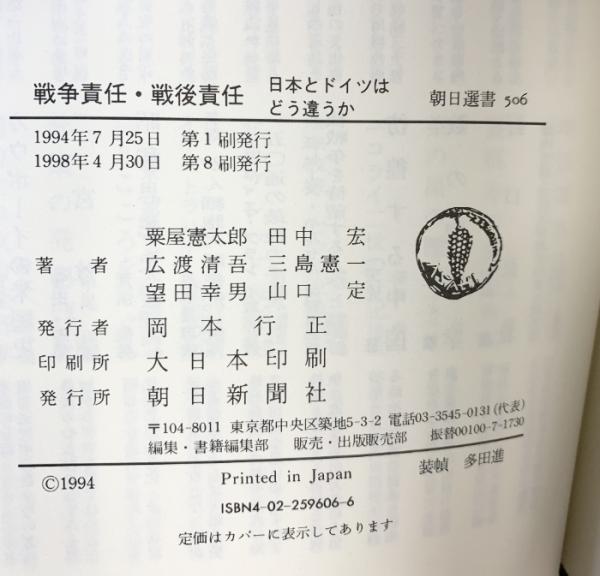 戦争責任・戦後責任 日本とドイツは
どう違うか
朝日選書 506
1994年7月25日 第1刷発行
1998年4月30日 第8刷発行
粟屋憲太郎 田中 宏
著者 広渡清吾 三島憲一
望田幸男 山口 定
発行者 岡本行正
印刷所 大日本印刷
発行所 朝日新聞社
〒104-8011 東京都中央区築地5-3-2 電話03-3545-0131(代表)
編集・書籍編集部 販売・出版販売部 振替00100-7-1730
©1994 Printed in Japan 装幀 多田進
ISBN4-02-259606-6
定価はカバーに表示してあります